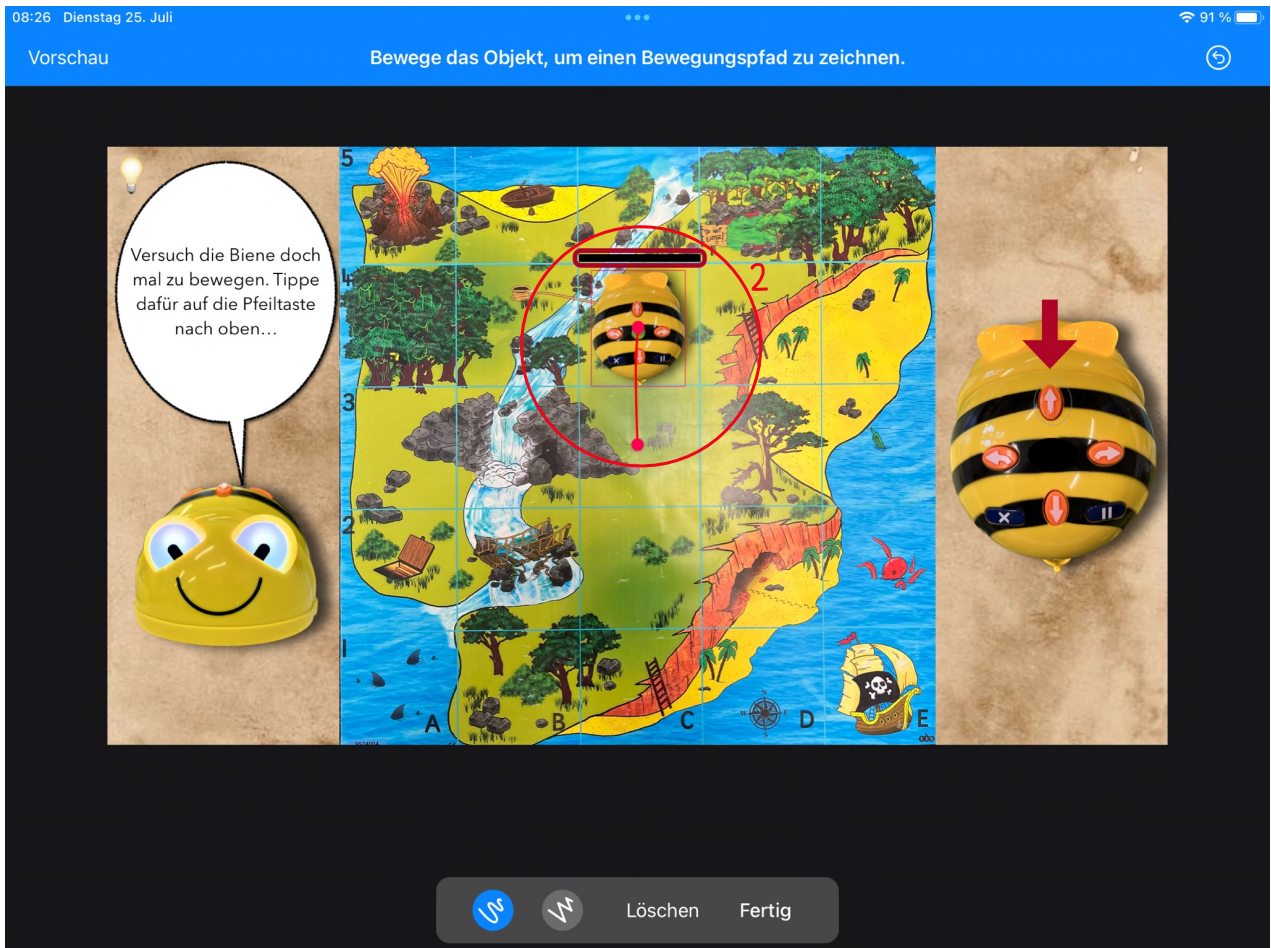 08:26 Dienstag 25. Juli
91 %
Vorschau
Bewege das Objekt, um einen Bewegungspfad zu zeichnen.
Versuch die Biene doch
mal zu bewegen. Tippe
dafür auf die Pfeiltaste
nach oben…
5
4
2
3
2
1
A
B
C
D
E
Löschen
Fertig